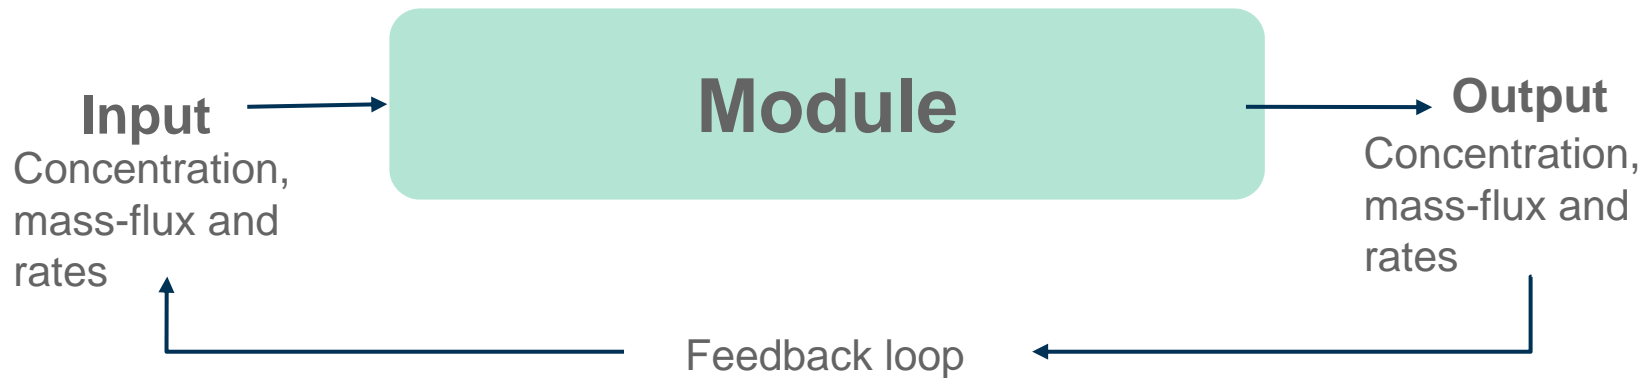 Module
Input
Concentration,
mass-flux and
rates
Output
Concentration,
mass-flux and
rates
Feedback loop